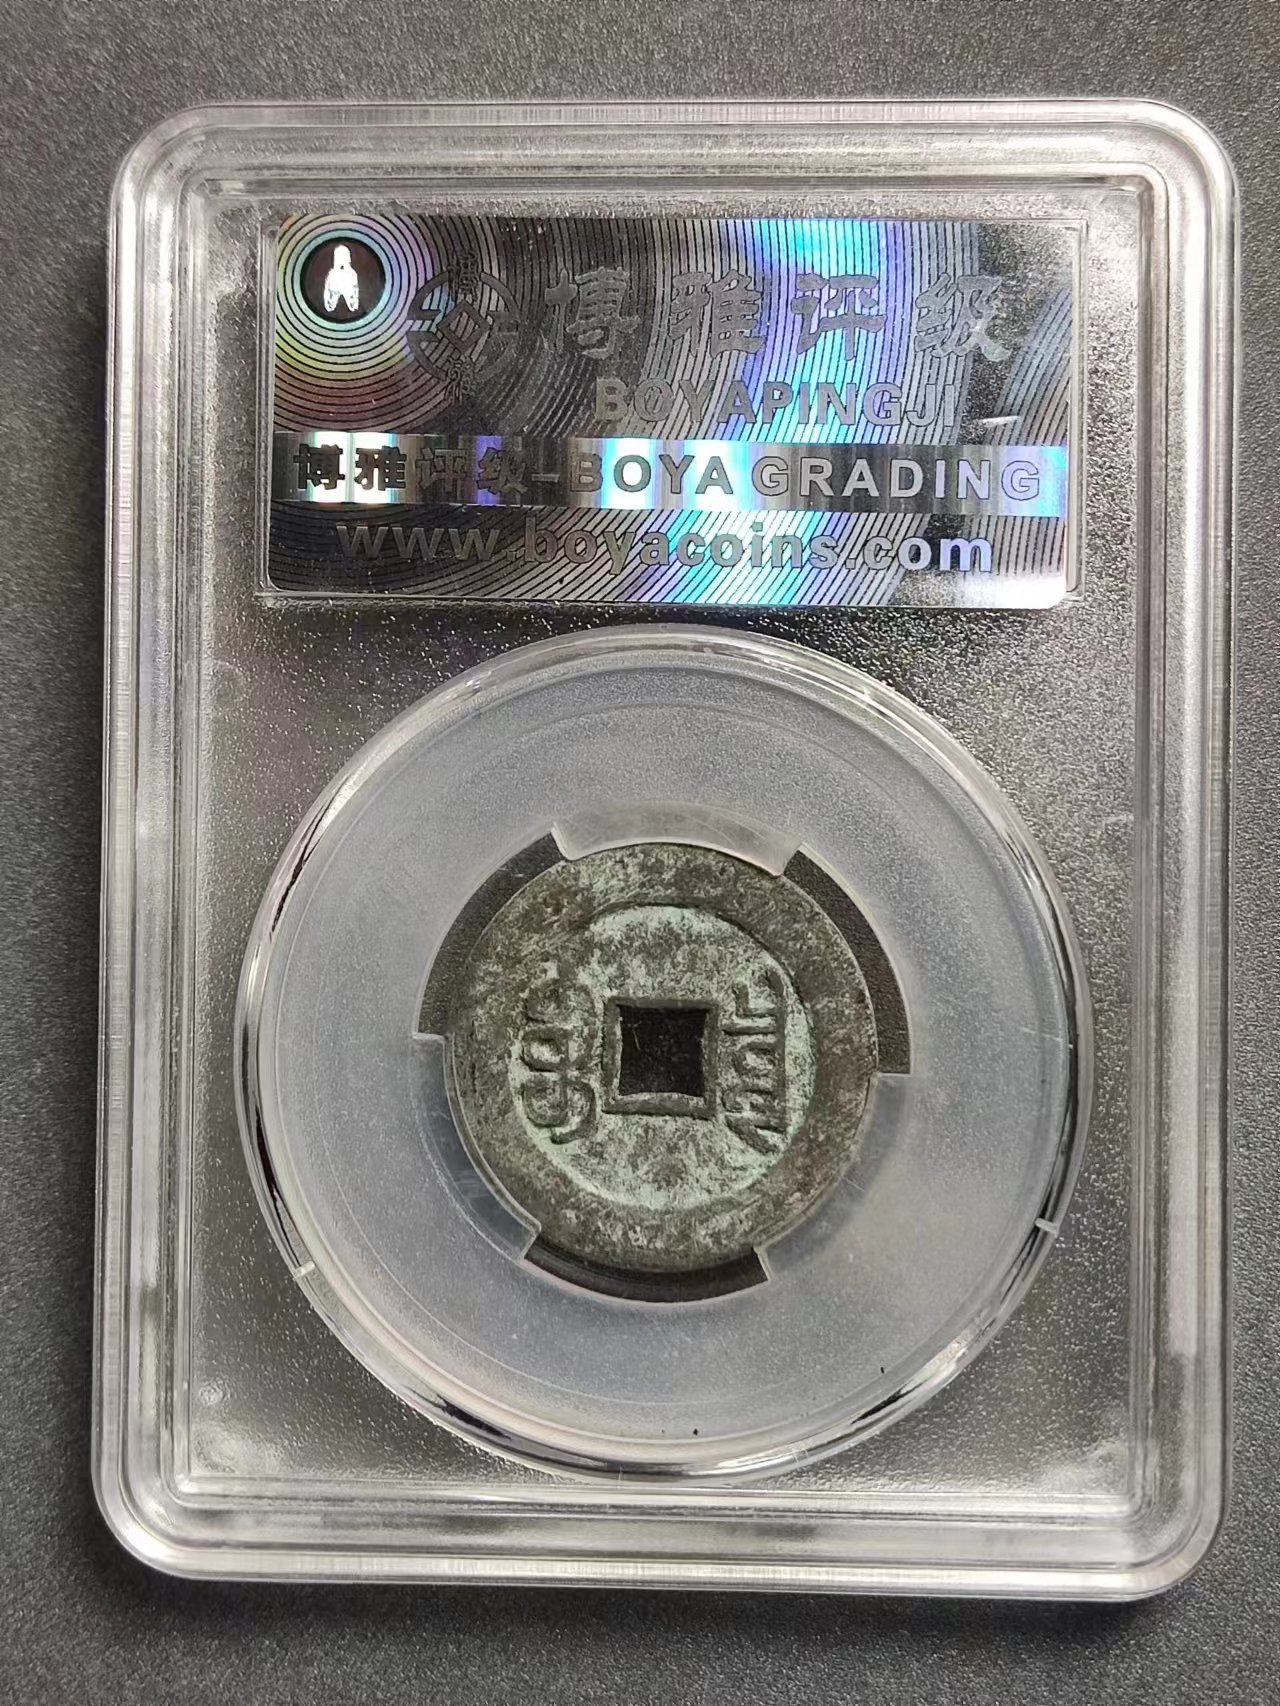 博雅评级
BOYAPINGJI
博雅评级-BOYA GRADING
www.boyacoins.com